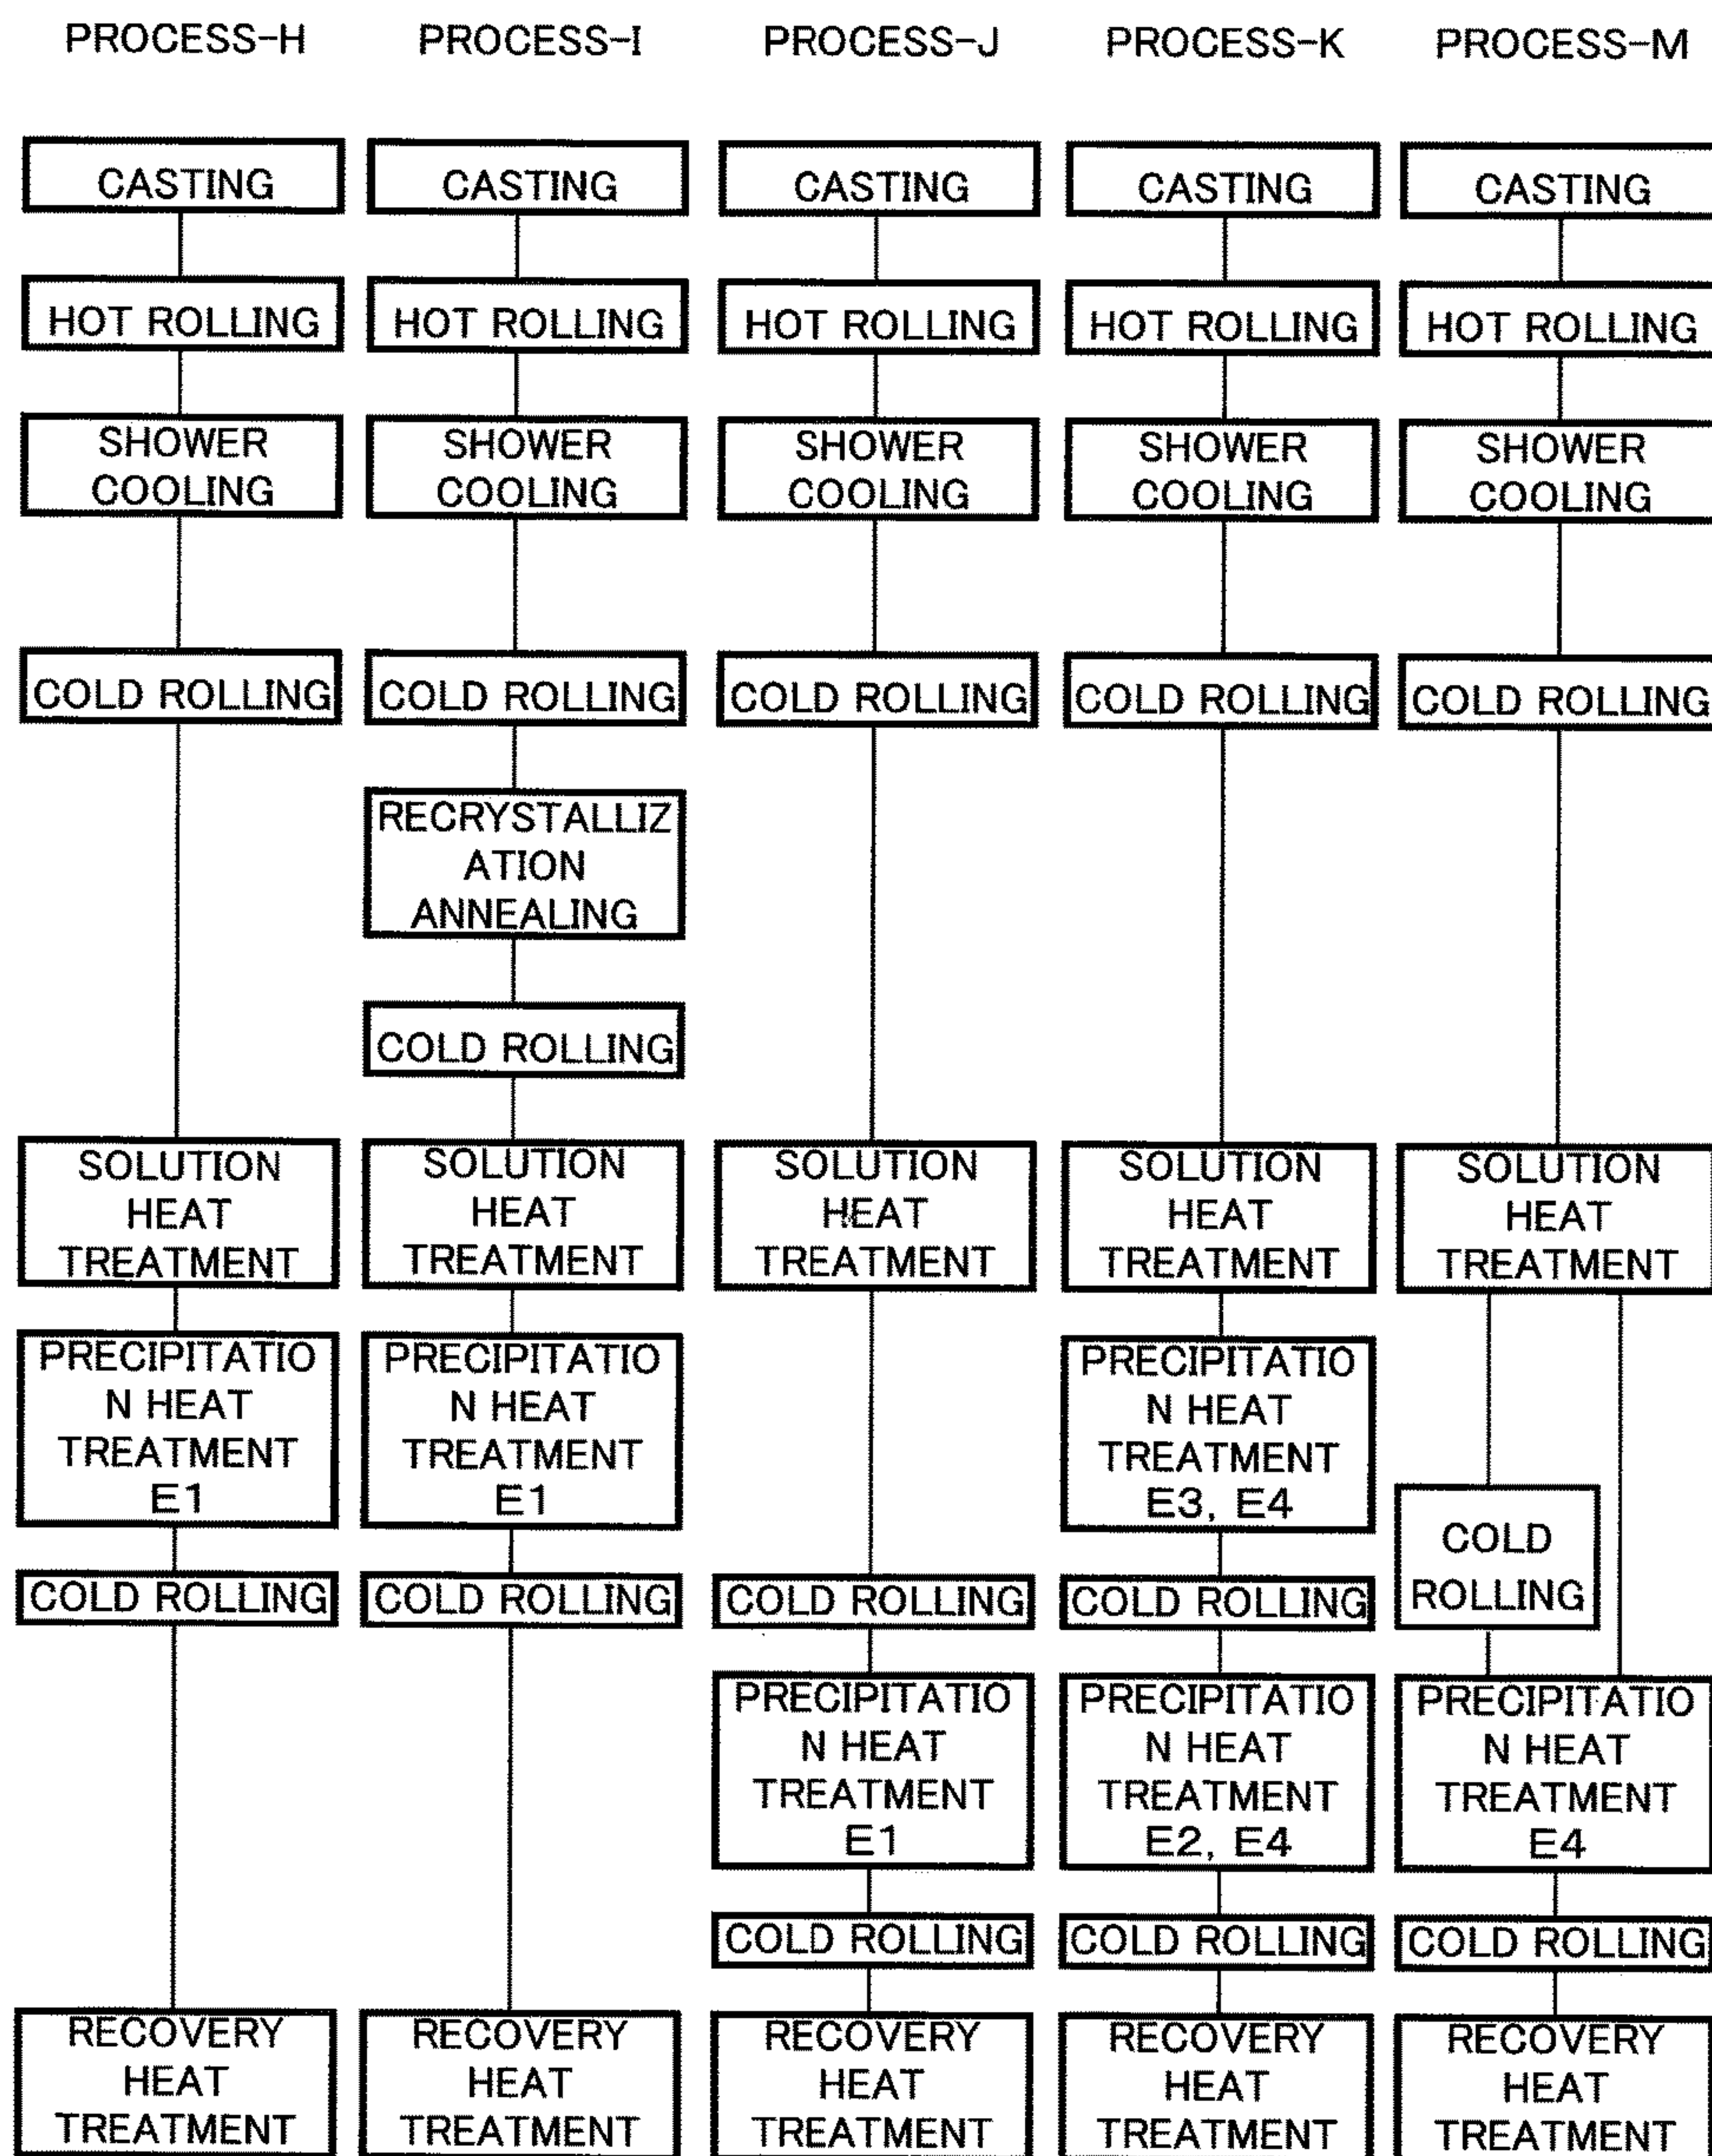 PROCESS-H
CASTING
HOT ROLLING
SHOWER
COOLING
COLD ROLLING
SOLUTION
HEAT
TREATMENT
PRECIPITATIO
N HEAT
TREATMENT
E1
COLD ROLLING
RECOVERY
HEAT
TREATMENT
PROCESS-I
CASTING
HOT ROLLING
SHOWER
COOLING
COLD ROLLING
RECRYSTALLIZ
ATION
ANNEALING
COLD ROLLING
SOLUTION
HEAT
TREATMENT
PRECIPITATIO
N HEAT
TREATMENT
E1
COLD ROLLING
RECOVERY
HEAT
TREATMENT
PROCESS-J
CASTING
HOT ROLLING
SHOWER
COOLING
COLD ROLLING
SOLUTION
HEAT
TREATMENT
COLD ROLLING
PRECIPITATIO
N HEAT
TREATMENT
E1
COLD ROLLING
RECOVERY
HEAT
TREATMENT
PROCESS-K
CASTING
HOT ROLLING
SHOWER
COOLING
COLD ROLLING
SOLUTION
HEAT
TREATMENT
PRECIPITATIO
N HEAT
TREATMENT
E3, E4
COLD ROLLING
PRECIPITATIO
N HEAT
TREATMENT
E2, E4
COLD ROLLING
RECOVERY
HEAT
TREATMENT
PROCESS-M
CASTING
HOT ROLLING
SHOWER
COOLING
COLD ROLLING
SOLUTION
HEAT
TREATMENT
COLD
ROLLING
PRECIPITATIO
N HEAT
TREATMENT
E4
COLD ROLLING
RECOVERY
HEAT
TREATMENT